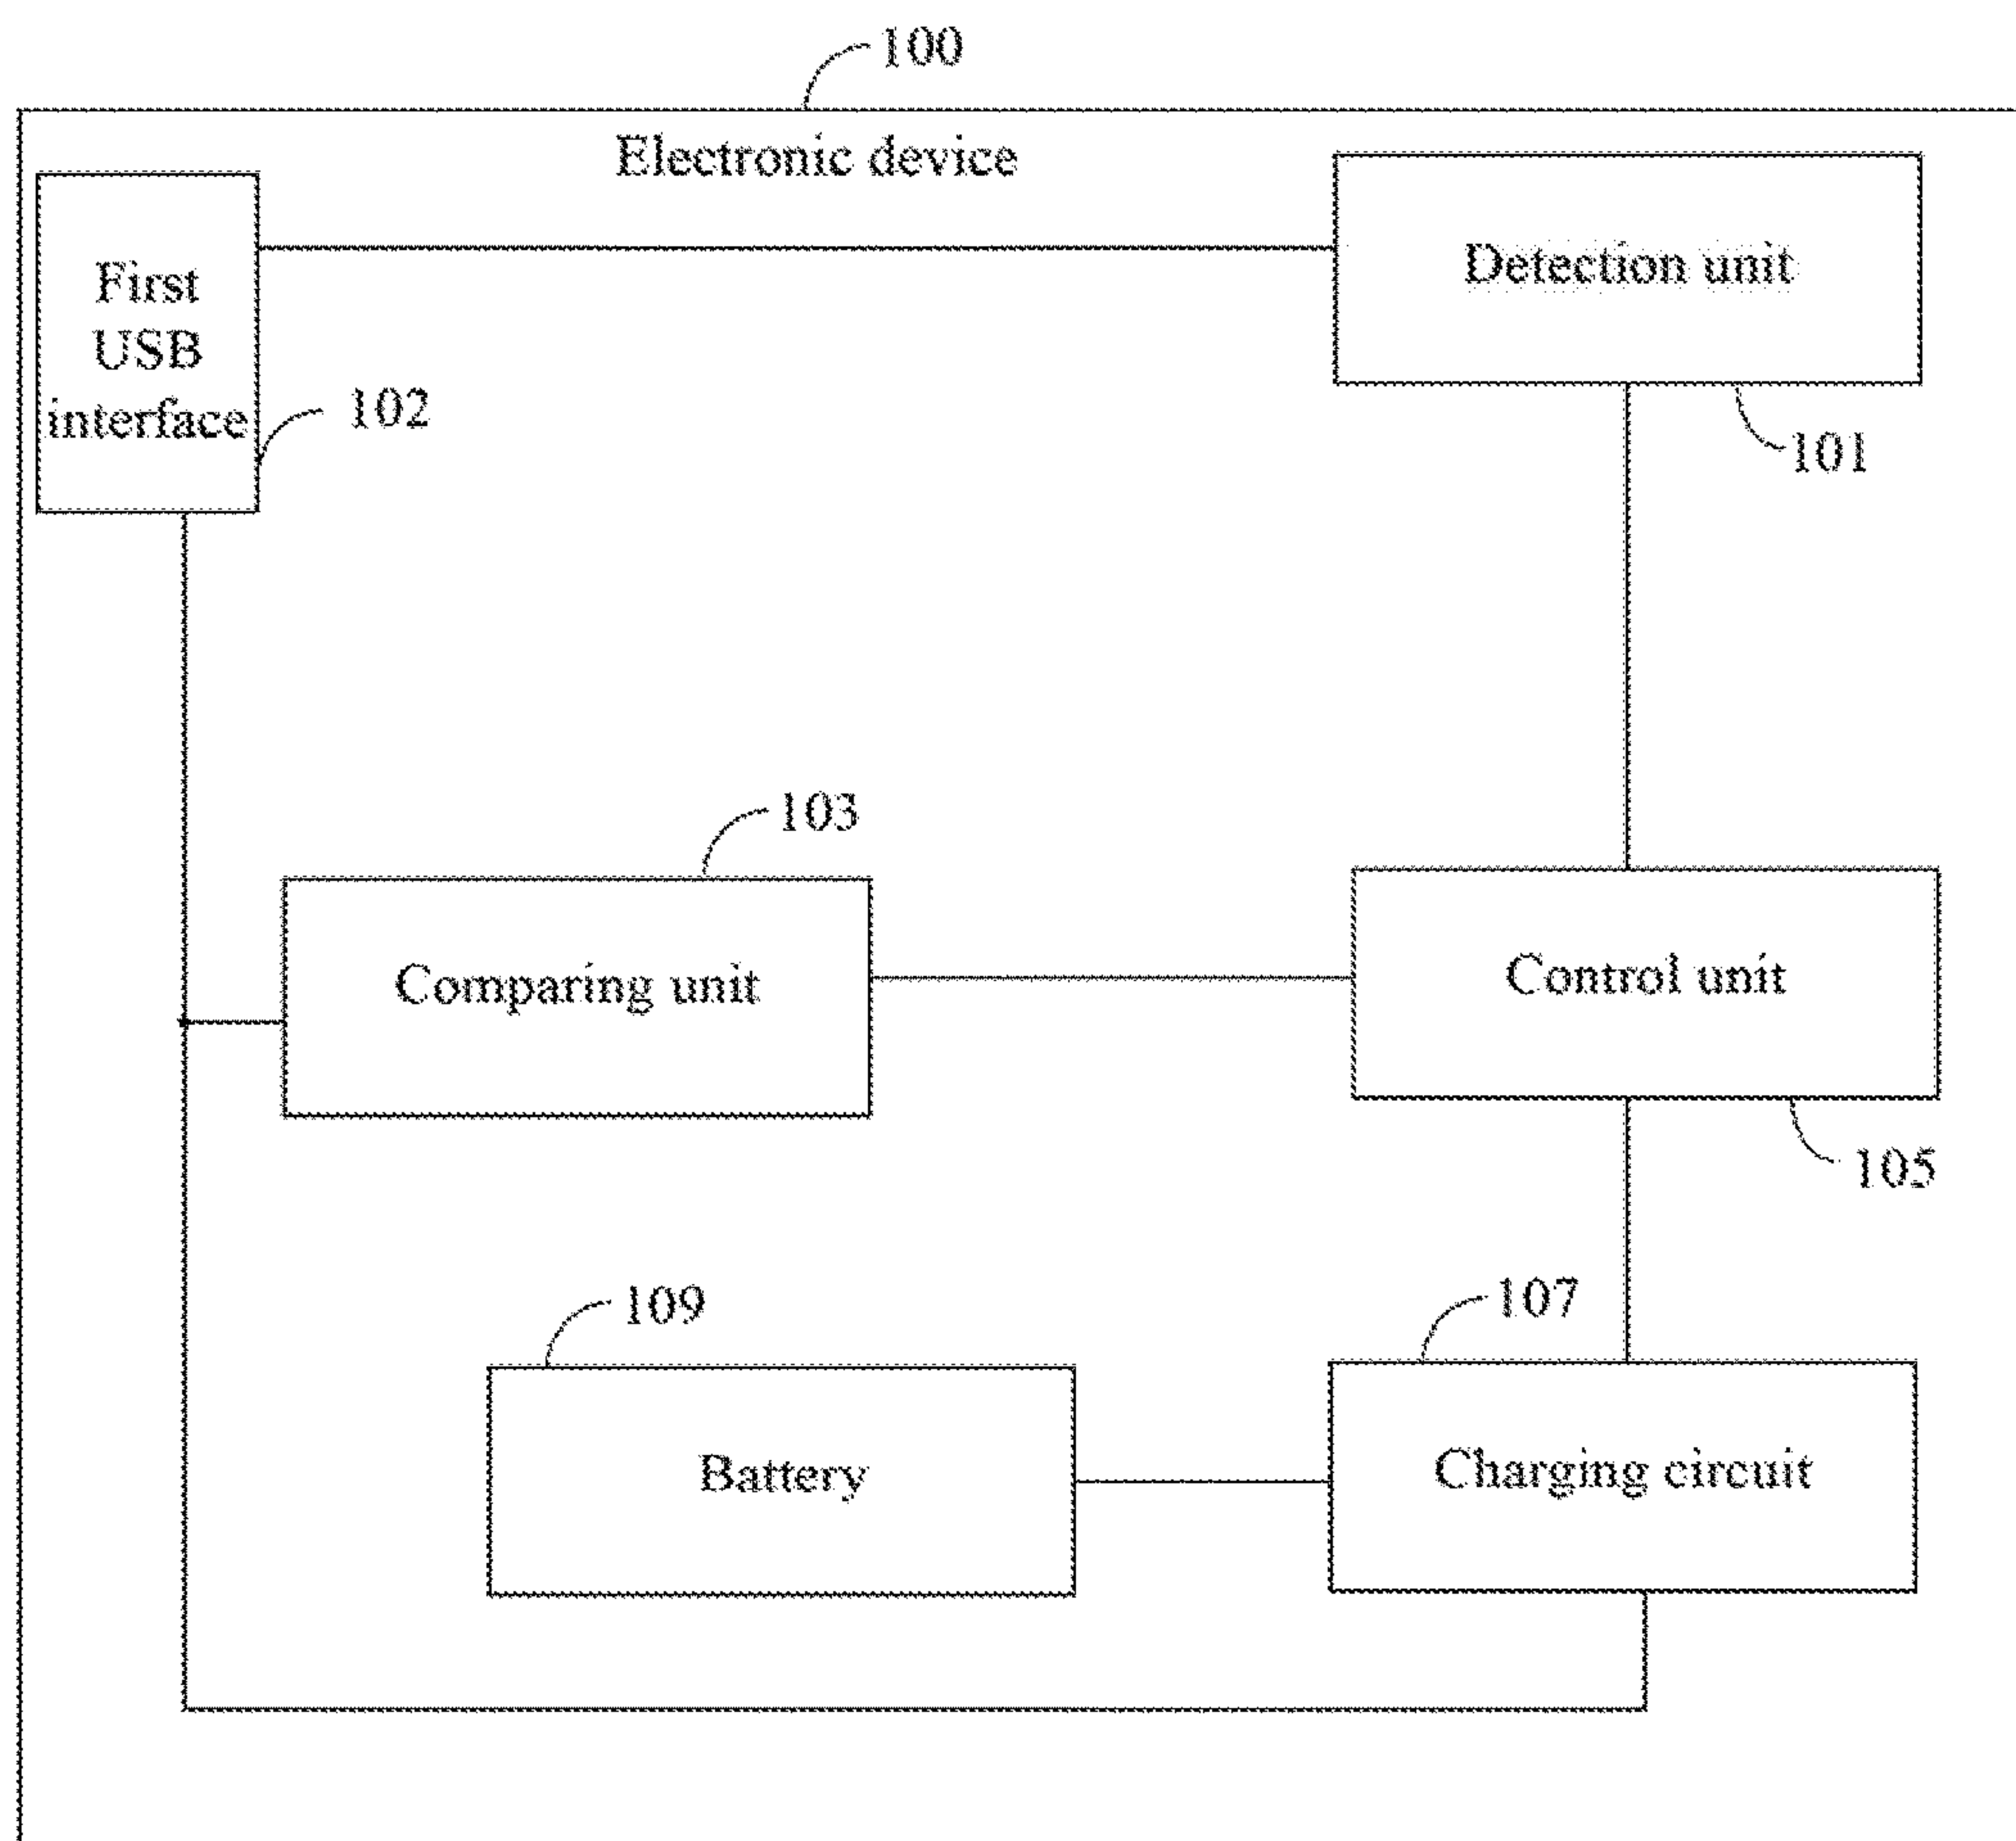 100
Electronic device
First
USB
interface
102
Detection unit
101
103
Comparing unit
Control unit
105
109
Battery
107
Charging circuit